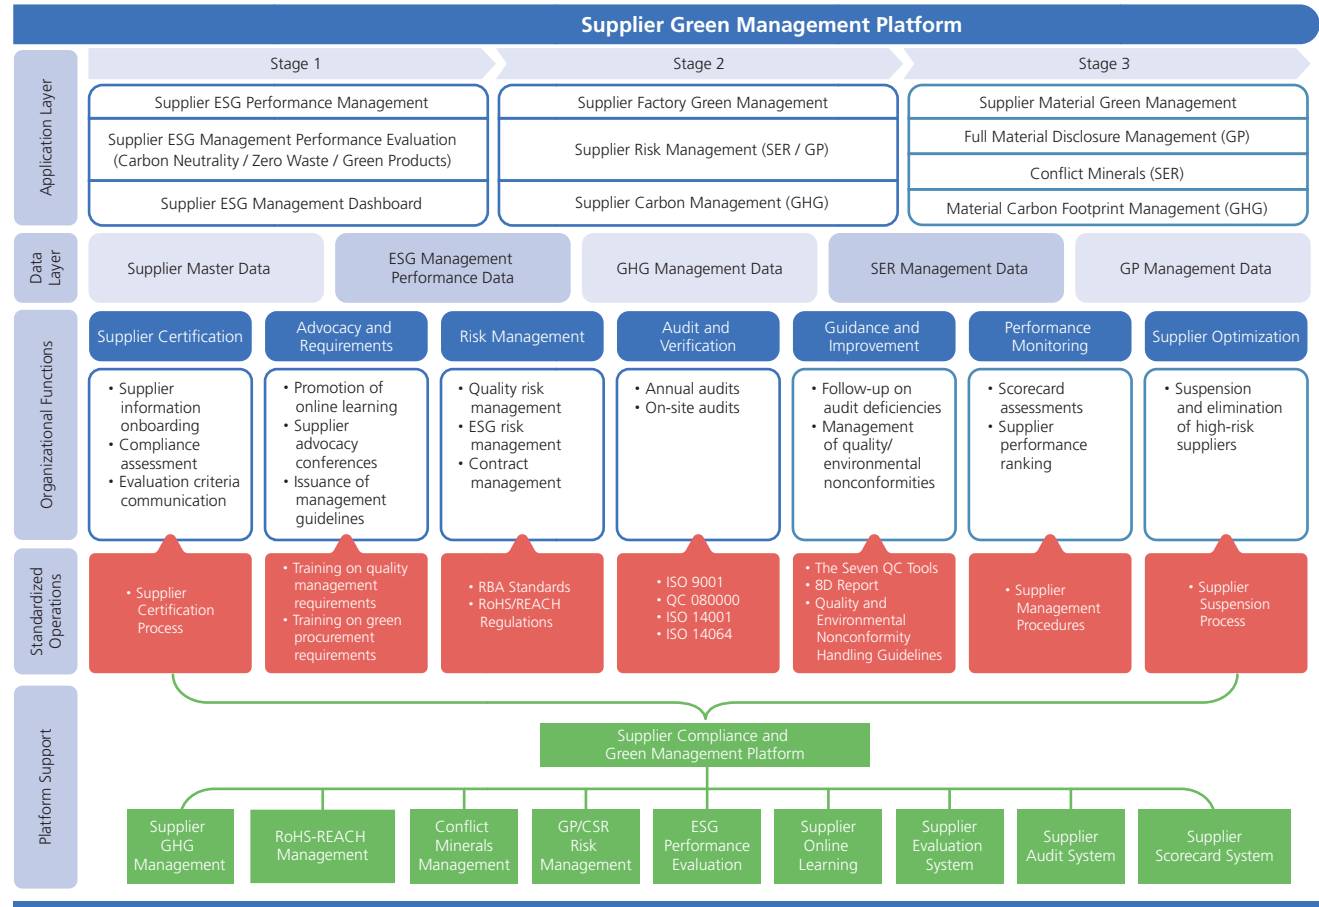 Supplier Green Management Platform
Application Layer
Stage 1
Stage 2
Stage 3
Supplier ESG Performance Management
Supplier ESG Management Performance Evaluation
(Carbon Neutrality / Zero Waste / Green Products)
Supplier ESG Management Dashboard
Supplier Factory Green Management
Supplier Risk Management (SER / GP)
Supplier Carbon Management (GHG)
Supplier Material Green Management
Full Material Disclosure Management (GP)
Conflict Minerals (SER)
Material Carbon Footprint Management (GHG)
Data
Layer
Supplier Master Data
ESG Management
Performance Data
GHG Management Data
SER Management Data
GP Management Data
Organizational Functions
Supplier Certification
• Supplier
information
onboarding
• Compliance
assessment
• Evaluation criteria
communication
Advocacy and
Requirements
• Promotion of
online learning
• Supplier
advocacy
conferences
• Issuance of
management
guidelines
Risk Management
• Quality risk
management
• ESG risk
management
• Contract
management
Audit and
Verification
• Annual audits
• On-site audits
Guidance and
Improvement
• Follow-up on
audit deficiencies
• Management
of quality/
environmental
nonconformities
Performance
Monitoring
• Scorecard
assessments
• Supplier
performance
ranking
Supplier Optimization
• Suspension
and elimination
of high-risk
suppliers
Standardized
Operations
• Supplier
Certification
Process
• Training on quality
management
requirements
• Training on green
procurement
requirements
• RBA Standards
• RoHS/REACH
Regulations
• ISO 9001
• QC 080000
• ISO 14001
• ISO 14064
• The Seven QC Tools
• 8D Report
• Quality and
Environmental
Nonconformity
Handling Guidelines
• Supplier
Management
Procedures
• Supplier
Suspension
Process
Platform Support
Supplier Compliance and
Green Management Platform
Supplier
GHG
Management
RoHS-REACH
Management
Conflict
Minerals
Management
GP/CSR
Risk
Management
ESG
Performance
Evaluation
Supplier
Online
Learning
Supplier
Evaluation
System
Supplier
Audit System
Supplier
Scorecard System